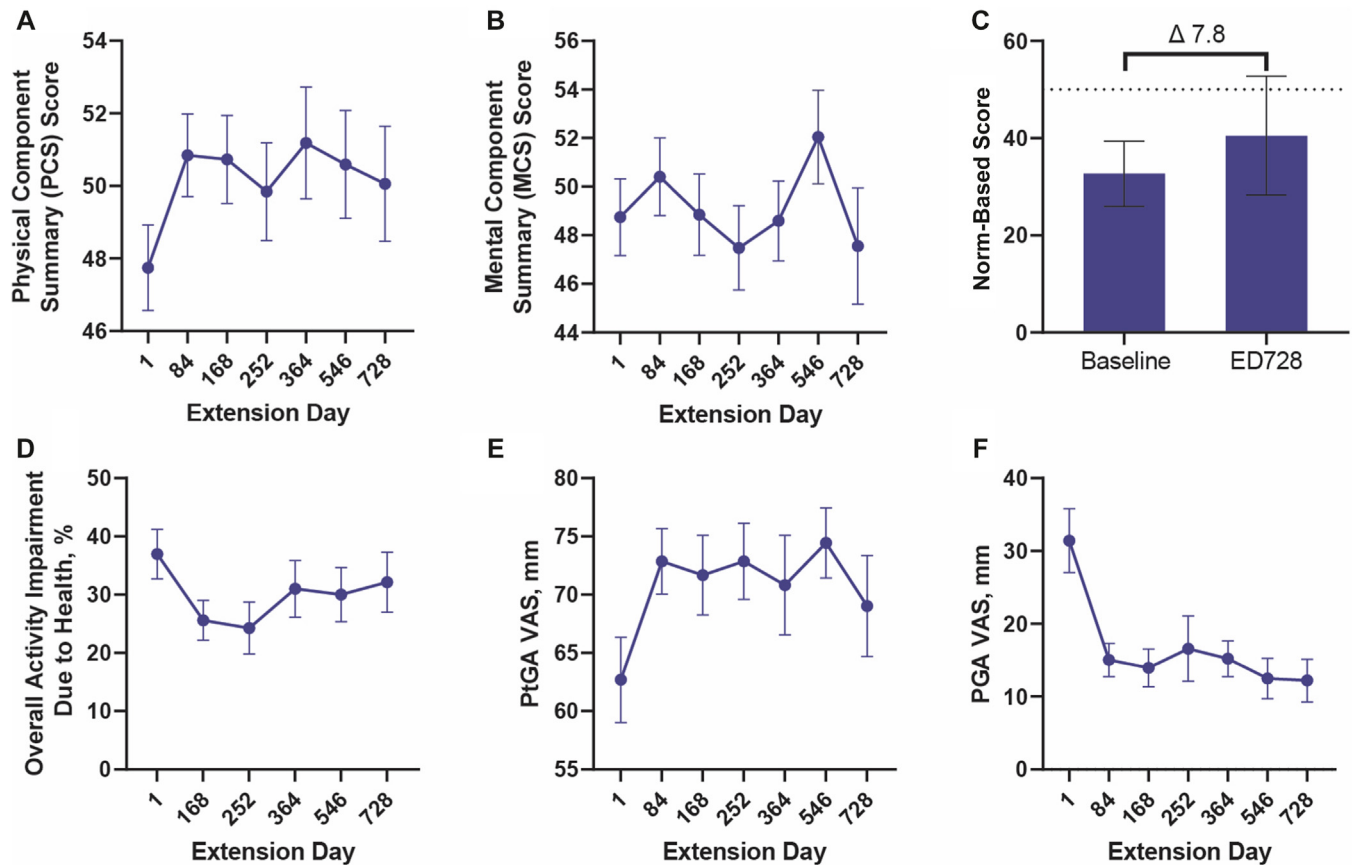 A
Physical Component
Summary (PCS) Score
54
52
50
48
46
1
84
168
252
364
546
728
Extension Day
B
Mental Component
Summary (MCS) Score
56
54
52
50
48
46
44
1
84
168
252
364
546
728
Extension Day
C
Norm-Based Score
60
40
20
0
Δ 7.8
Baseline
ED728
D
Overall Activity Impairment
Due to Health, %
50
40
30
20
10
0
1
168
252
364
546
728
Extension Day
E
PtGA VAS, mm
80
75
70
65
60
55
1
84
168
252
364
546
728
Extension Day
F
PGA VAS, mm
40
30
20
10
0
1
84
168
252
364
546
728
Extension Day